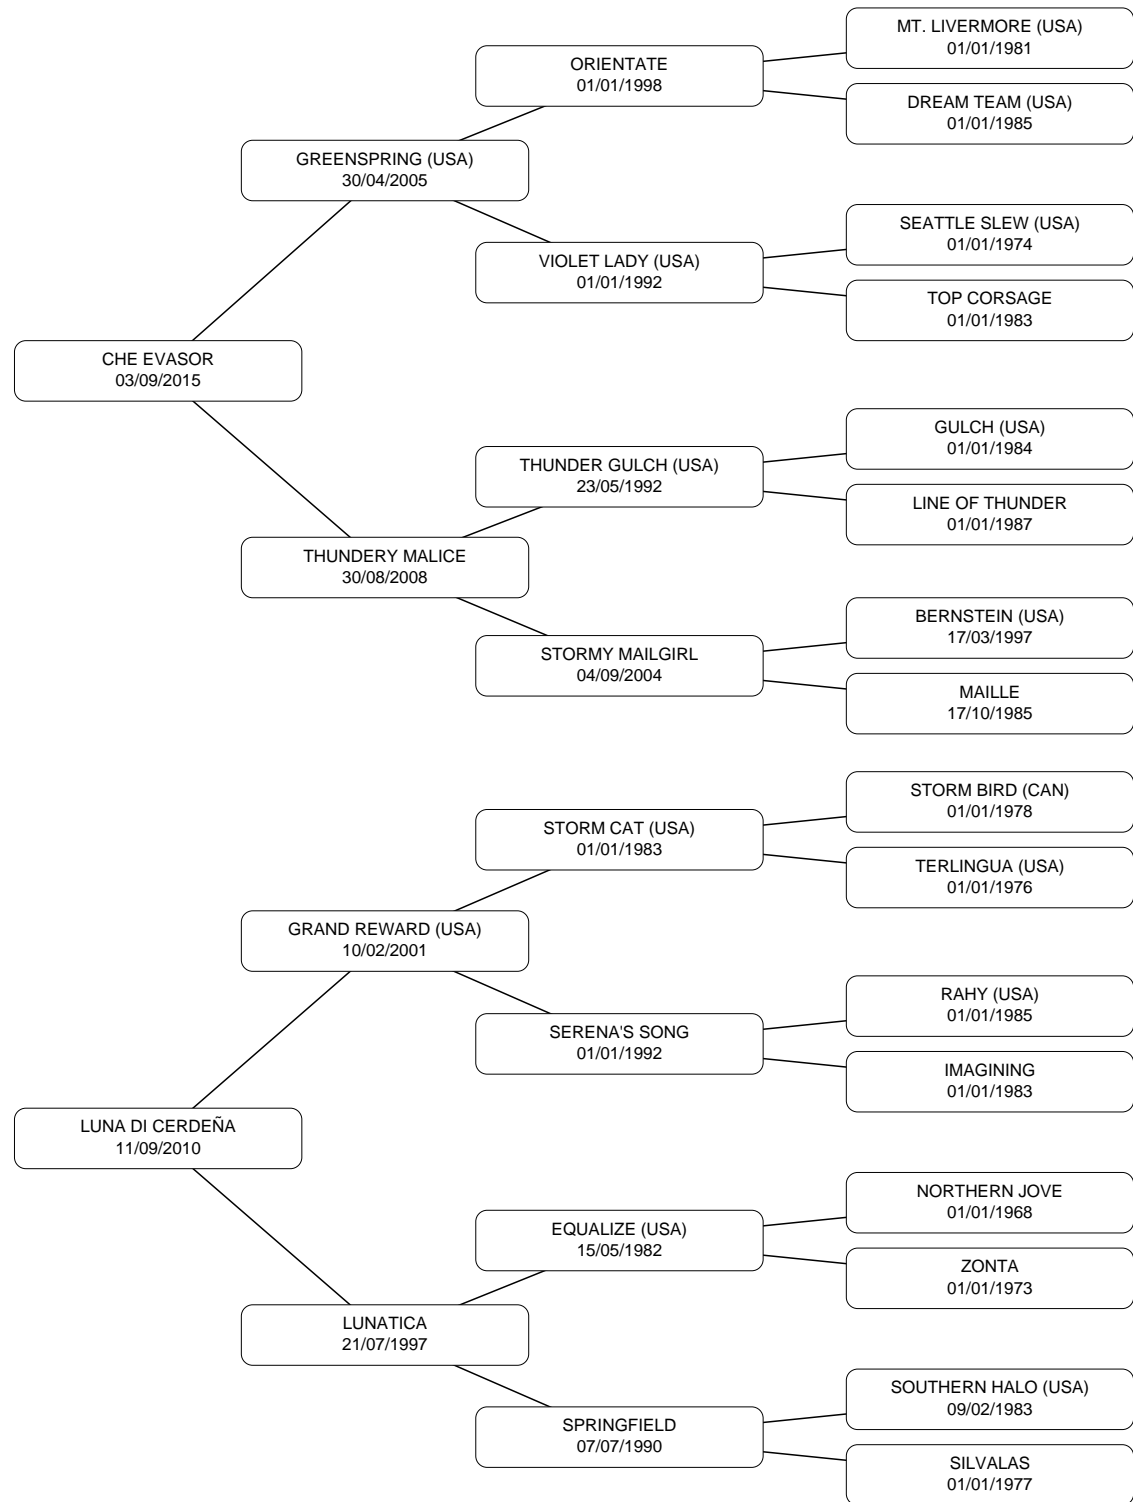 MT. LIVERMORE (USA)
01/01/1981
ORIENTATE
01/01/1998
DREAM TEAM (USA)
01/01/1985
GREENSPRING (USA)
30/04/2005
SEATTLE SLEW (USA)
01/01/1974
VIOLET LADY (USA)
01/01/1992
TOP CORSAGE
01/01/1983
CHE EVASOR
03/09/2015
GULCH (USA)
01/01/1984
THUNDER GULCH (USA)
23/05/1992
LINE OF THUNDER
01/01/1987
THUNDERY MALICE
30/08/2008
BERNSTEIN (USA)
17/03/1997
STORMY MAILGIRL
04/09/2004
MAILLE
17/10/1985
STORM BIRD (CAN)
01/01/1978
STORM CAT (USA)
01/01/1983
TERLINGUA (USA)
01/01/1976
GRAND REWARD (USA)
10/02/2001
RAHY (USA)
01/01/1985
SERENA'S SONG
01/01/1992
IMAGINING
01/01/1983
LUNA DI CERDEÑA
11/09/2010
NORTHERN JOVE
01/01/1968
EQUALIZE (USA)
15/05/1982
ZONTA
01/01/1973
LUNATICA
21/07/1997
SOUTHERN HALO (USA)
09/02/1983
SPRINGFIELD
07/07/1990
SILVALAS
01/01/1977